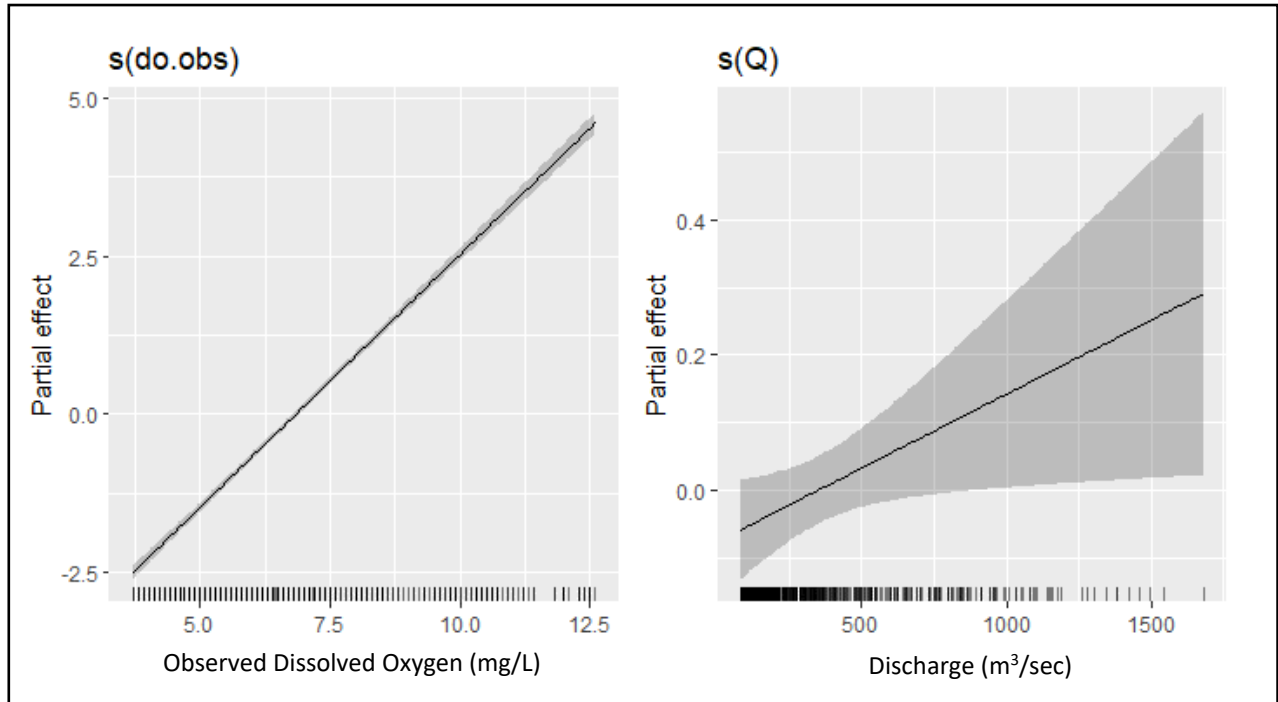 s(do.obs)
5.0
2.5
0.0
-2.5
Partial effect
5.0 7.5 10.0 12.5
Observed Dissolved Oxygen (mg/L)
s(Q)
0.4
0.2
0.0
Partial effect
500 1000 1500
Discharge (m³/sec)